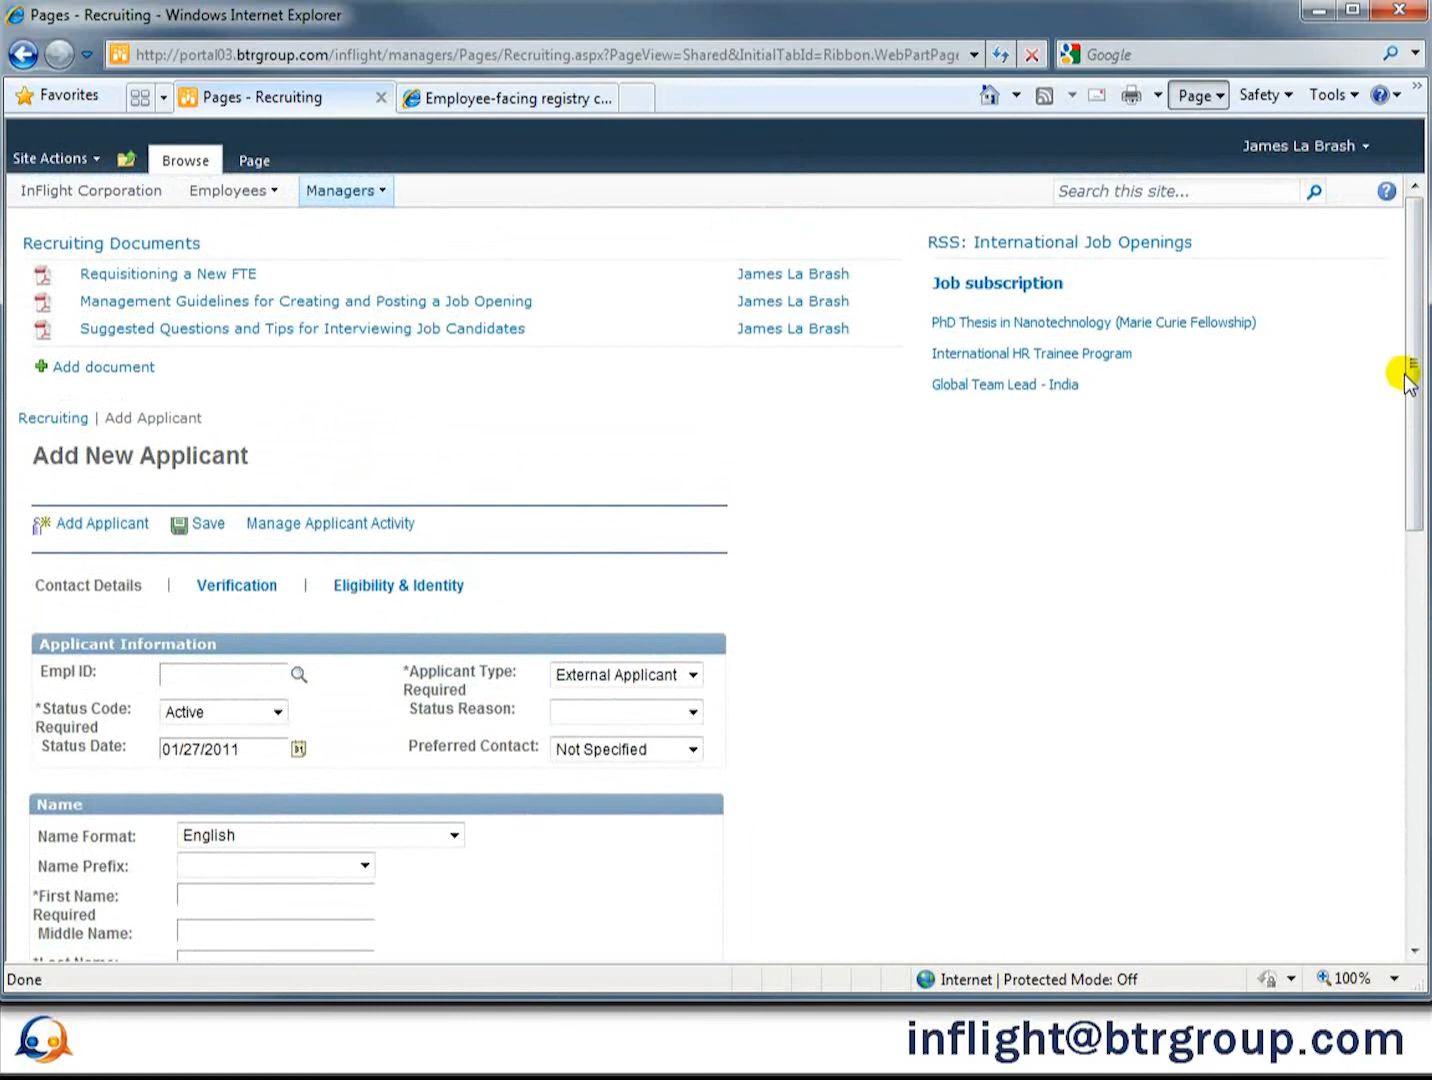 Pages - Recruiting - Windows Internet Explorer
http://portal03.btrgroup.com/inflight/managers/Pages/Recruiting.aspx?PageView=Shared&InitialTabId=Ribbon.WebPartPage
Google
Favorites
Pages - Recruiting
Employee-facing registry c...
Page
Safety
Tools
Site Actions
Browse
Page
James La Brash
InFlight Corporation
Employees
Managers
Search this site...
Recruiting Documents
Requisitioning a New FTE James La Brash
Management Guidelines for Creating and Posting a Job Opening James La Brash
Suggested Questions and Tips for Interviewing Job Candidates James La Brash
Add document
RSS: International Job Openings
Job subscription
PhD Thesis in Nanotechnology (Marie Curie Fellowship)
International HR Trainee Program
Global Team Lead - India
Recruiting | Add Applicant
Add New Applicant
Add Applicant Save Manage Applicant Activity
Contact Details | Verification | Eligibility & Identity
Applicant Information
Empl ID:
*Applicant Type: External Applicant
Required
*Status Code: Active
Required
Status Reason:
Status Date: 01/27/2011
31
Preferred Contact: Not Specified
Name
Name Format: English
Name Prefix:
*First Name:
Required
Middle Name:
Done
Internet | Protected Mode: Off
100%
inflight@btrgroup.com